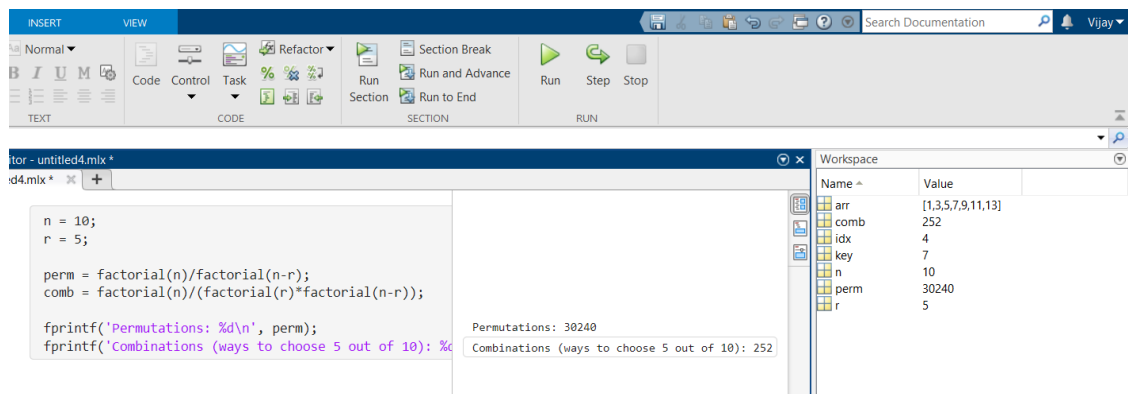 INSERT VIEW Search Documentation Vijay
Normal Refactor Section Break
B I U M Code Control Task Run Section Run and Advance Run Step Stop
Run to End
TEXT CODE SECTION RUN
itor - untitled4.mlx * Workspace
ed4.mlx * Name Value
n = 10;
r = 5;
perm = factorial(n)/factorial(n-r);
comb = factorial(n)/(factorial(r)*factorial(n-r));
fprintf('Permutations: %d\n', perm);
fprintf('Combinations (ways to choose 5 out of 10): %d
Permutations: 30240
Combinations (ways to choose 5 out of 10): 252
arr [1,3,5,7,9,11,13]
comb 252
idx 4
key 7
n 10
perm 30240
r 5